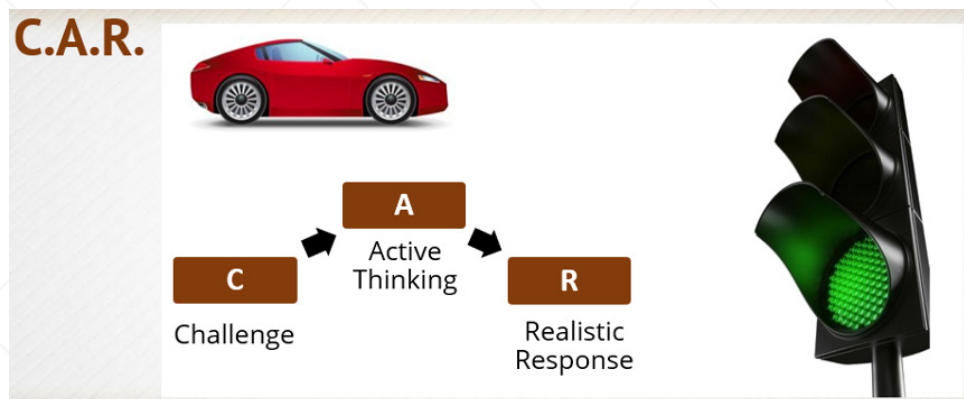 C.A.R.
A
Active
Thinking
C
Challenge
R
Realistic
Response